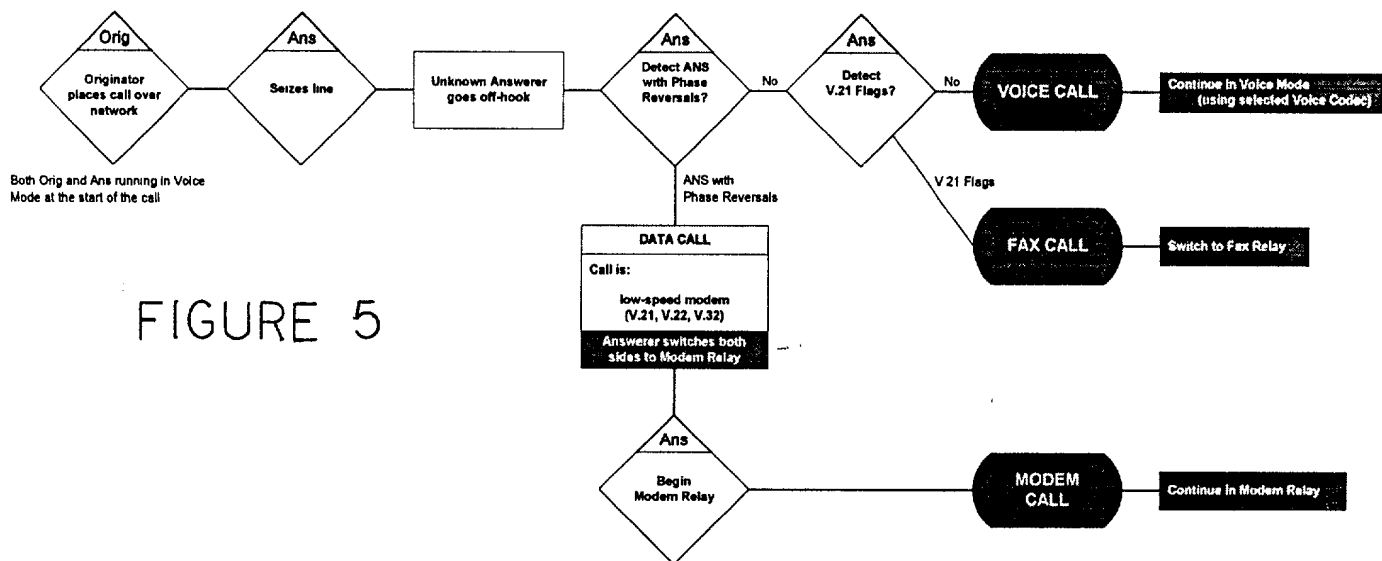 Orig
Originator
places call over
network
Both Orig and Ans running in Voice
Mode at the start of the call
Ans
Seizes line
Unknown Answerer
goes off-hook
Ans
Detect ANS
with Phase
Reversals?
No
Ans
Detect
V.21 Flags?
No
VOICE CALL
Continue in Voice Mode
(using selected Voice Codec)
V 21 Flags
FAX CALL
Switch to Fax Relay
ANS with
Phase Reversals
DATA CALL
Call is:
low-speed modem
(V.21, V.22, V.32)
Answerer switches both
sides to Modem Relay
FIGURE 5
Ans
Begin
Modem Relay
MODEM
CALL
Continue in Modem Relay